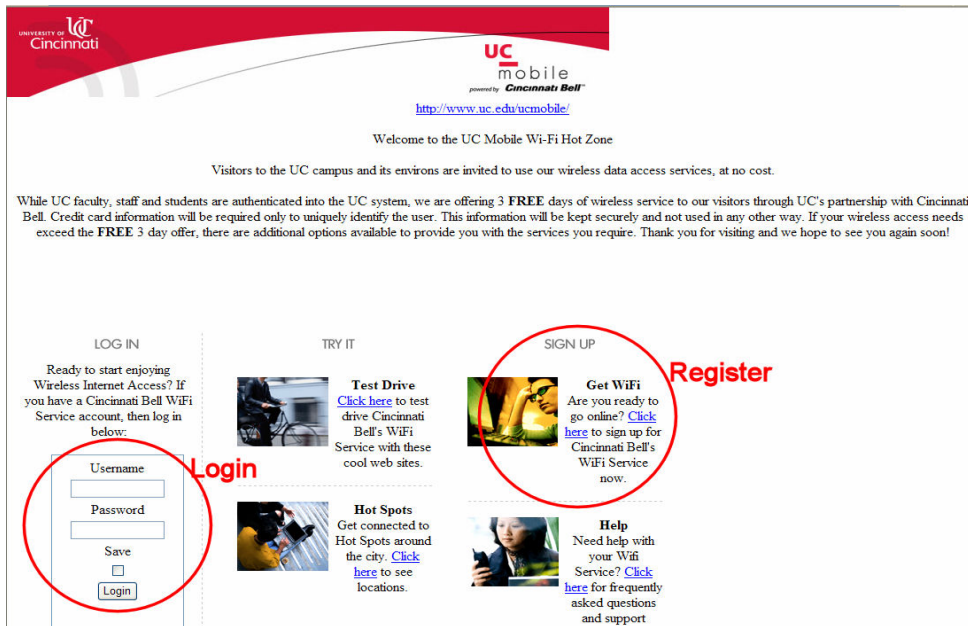 UNIVERSITY OF UC
Cincinnati
UC
mobile
powered by Cincinnati Bell™
http://www.uc.edu/ucmobile/
Welcome to the UC Mobile Wi-Fi Hot Zone
Visitors to the UC campus and its environs are invited to use our wireless data access services, at no cost.
While UC faculty, staff and students are authenticated into the UC system, we are offering 3 FREE days of wireless service to our visitors through UC's partnership with Cincinnati
Bell. Credit card information will be required only to uniquely identify the user. This information will be kept securely and not used in any other way. If your wireless access needs
exceed the FREE 3 day offer, there are additional options available to provide you with the services you require. Thank you for visiting and we hope to see you again soon!
LOG IN
Ready to start enjoying
Wireless Internet Access? If
you have a Cincinnati Bell WiFi
Service account, then log in
below:
Username
Password
Save
Login
Login
TRY IT
Test Drive
Click here to test
drive Cincinnati
Bell's WiFi
Service with these
cool web sites.
Hot Spots
Get connected to
Hot Spots around
the city. Click
here to see
locations.
SIGN UP
Get WiFi
Are you ready to
go online? Click
here to sign up for
Cincinnati Bell's
WiFi Service
now.
Register
Help
Need help with
your Wifi
Service? Click
here for frequently
asked questions
and support